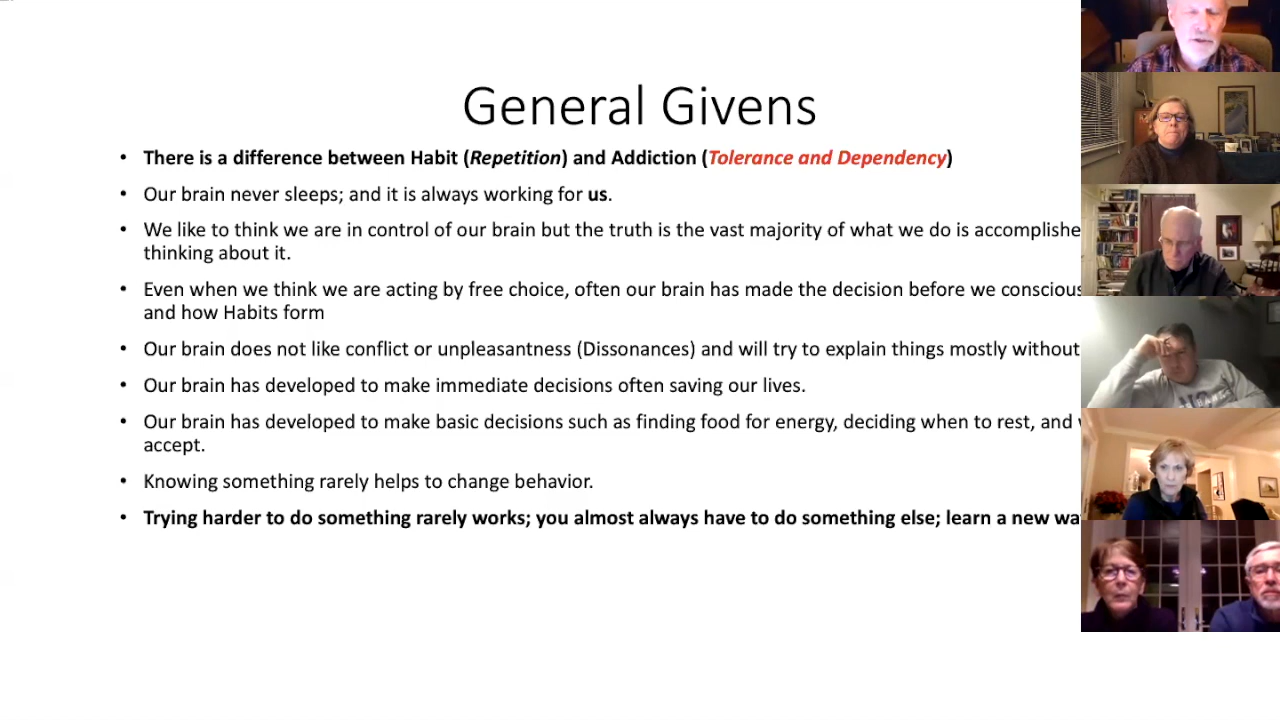 General Givens
• There is a difference between Habit (Repetition) and Addiction (Tolerance and Dependency)
• Our brain never sleeps; and it is always working for us.
• We like to think we are in control of our brain but the truth is the vast majority of what we do is accomplishe
thinking about it.
• Even when we think we are acting by free choice, often our brain has made the decision before we conscious
and how Habits form
• Our brain does not like conflict or unpleasantness (Dissonances) and will try to explain things mostly without
• Our brain has developed to make immediate decisions often saving our lives.
• Our brain has developed to make basic decisions such as finding food for energy, deciding when to rest, and
accept.
• Knowing something rarely helps to change behavior.
• Trying harder to do something rarely works; you almost always have to do something else; learn a new wa